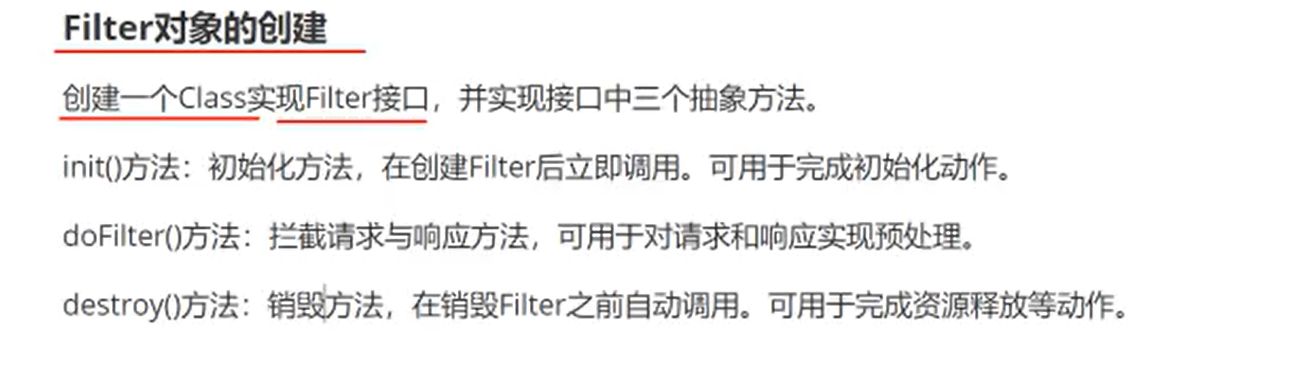 Filter对象的创建
创建一个Class实现Filter接口，并实现接口中三个抽象方法。
init()方法：初始化方法，在创建Filter后立即调用。可用于完成初始化动作。
doFilter()方法：拦截请求与响应方法，可用于对请求和响应实现预处理。
destroy()方法：销毁方法，在销毁Filter之前自动调用。可用于完成资源释放等动作。